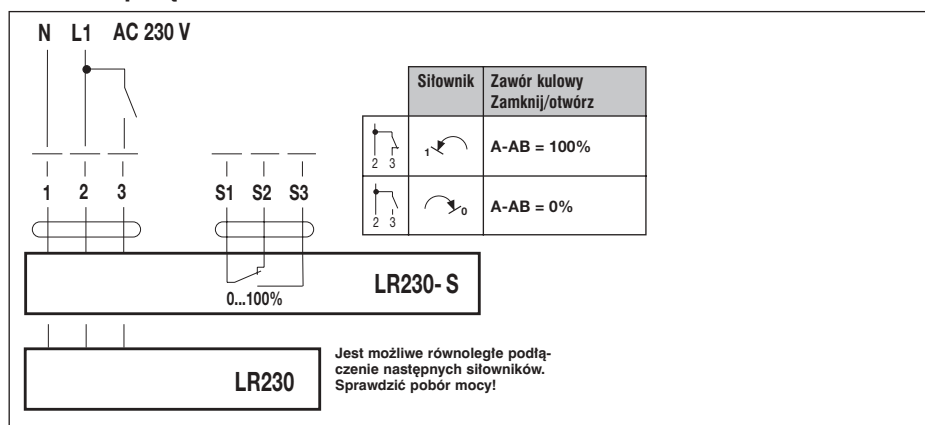 N L1 AC 230 V
Siłownik Zawór kulowy
Zamknij/otwórz
2 3 1 A-AB = 100%
2 3 0 A-AB = 0%
1 2 3 S1 S2 S3
0...100%
LR230- S
LR230
Jest możliwe równoległe podłą-
czenie następnych siłowników.
Sprawdzić pobór mocy!